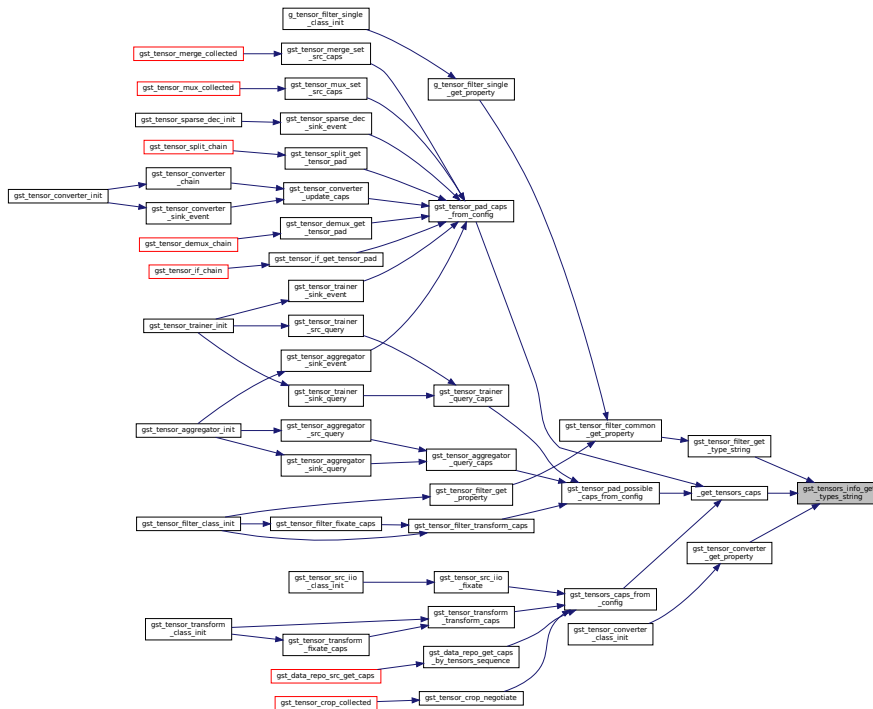 g_tensor_filter_single
_class_init
gst_tensor_merge_collected
gst_tensor_merge_set
_src_caps
gst_tensor_mux_collected
gst_tensor_mux_set
_src_caps
g_tensor_filter_single
_get_property
gst_tensor_sparse_dec_init
gst_tensor_sparse_dec
_sink_event
gst_tensor_split_chain
gst_tensor_split_get
_tensor_pad
gst_tensor_converter_init
gst_tensor_converter
_chain
gst_tensor_converter
_update_caps
gst_tensor_converter
_sink_event
gst_tensor_pad_caps
_from_config
gst_tensor_demux_chain
gst_tensor_demux_get
_tensor_pad
gst_tensor_if_chain
gst_tensor_if_get_tensor_pad
gst_tensor_trainer
_sink_event
gst_tensor_trainer_init
gst_tensor_trainer
_src_query
gst_tensor_aggregator
_sink_event
gst_tensor_trainer
_sink_query
gst_tensor_trainer
_query_caps
gst_tensor_aggregator_init
gst_tensor_aggregator
_src_query
gst_tensor_filter_common
_get_property
gst_tensor_filter_get
_type_string
gst_tensor_aggregator
_sink_query
gst_tensor_aggregator
_query_caps
gst_tensor_filter_get
_property
gst_tensor_pad_possible
_caps_from_config
_get_tensors_caps
gst_tensors_info_get
_types_string
gst_tensor_filter_class_init
gst_tensor_filter_fixate_caps
gst_tensor_filter_transform_caps
gst_tensor_converter
_get_property
gst_tensor_src_iio
_class_init
gst_tensor_src_iio
_fixate
gst_tensors_caps_from
_config
gst_tensor_transform
_class_init
gst_tensor_transform
_transform_caps
gst_tensor_transform
_fixate_caps
gst_tensor_converter
_class_init
gst_data_repo_get_caps
_by_tensors_sequence
gst_data_repo_src_get_caps
gst_tensor_crop_collected
gst_tensor_crop_negotiate